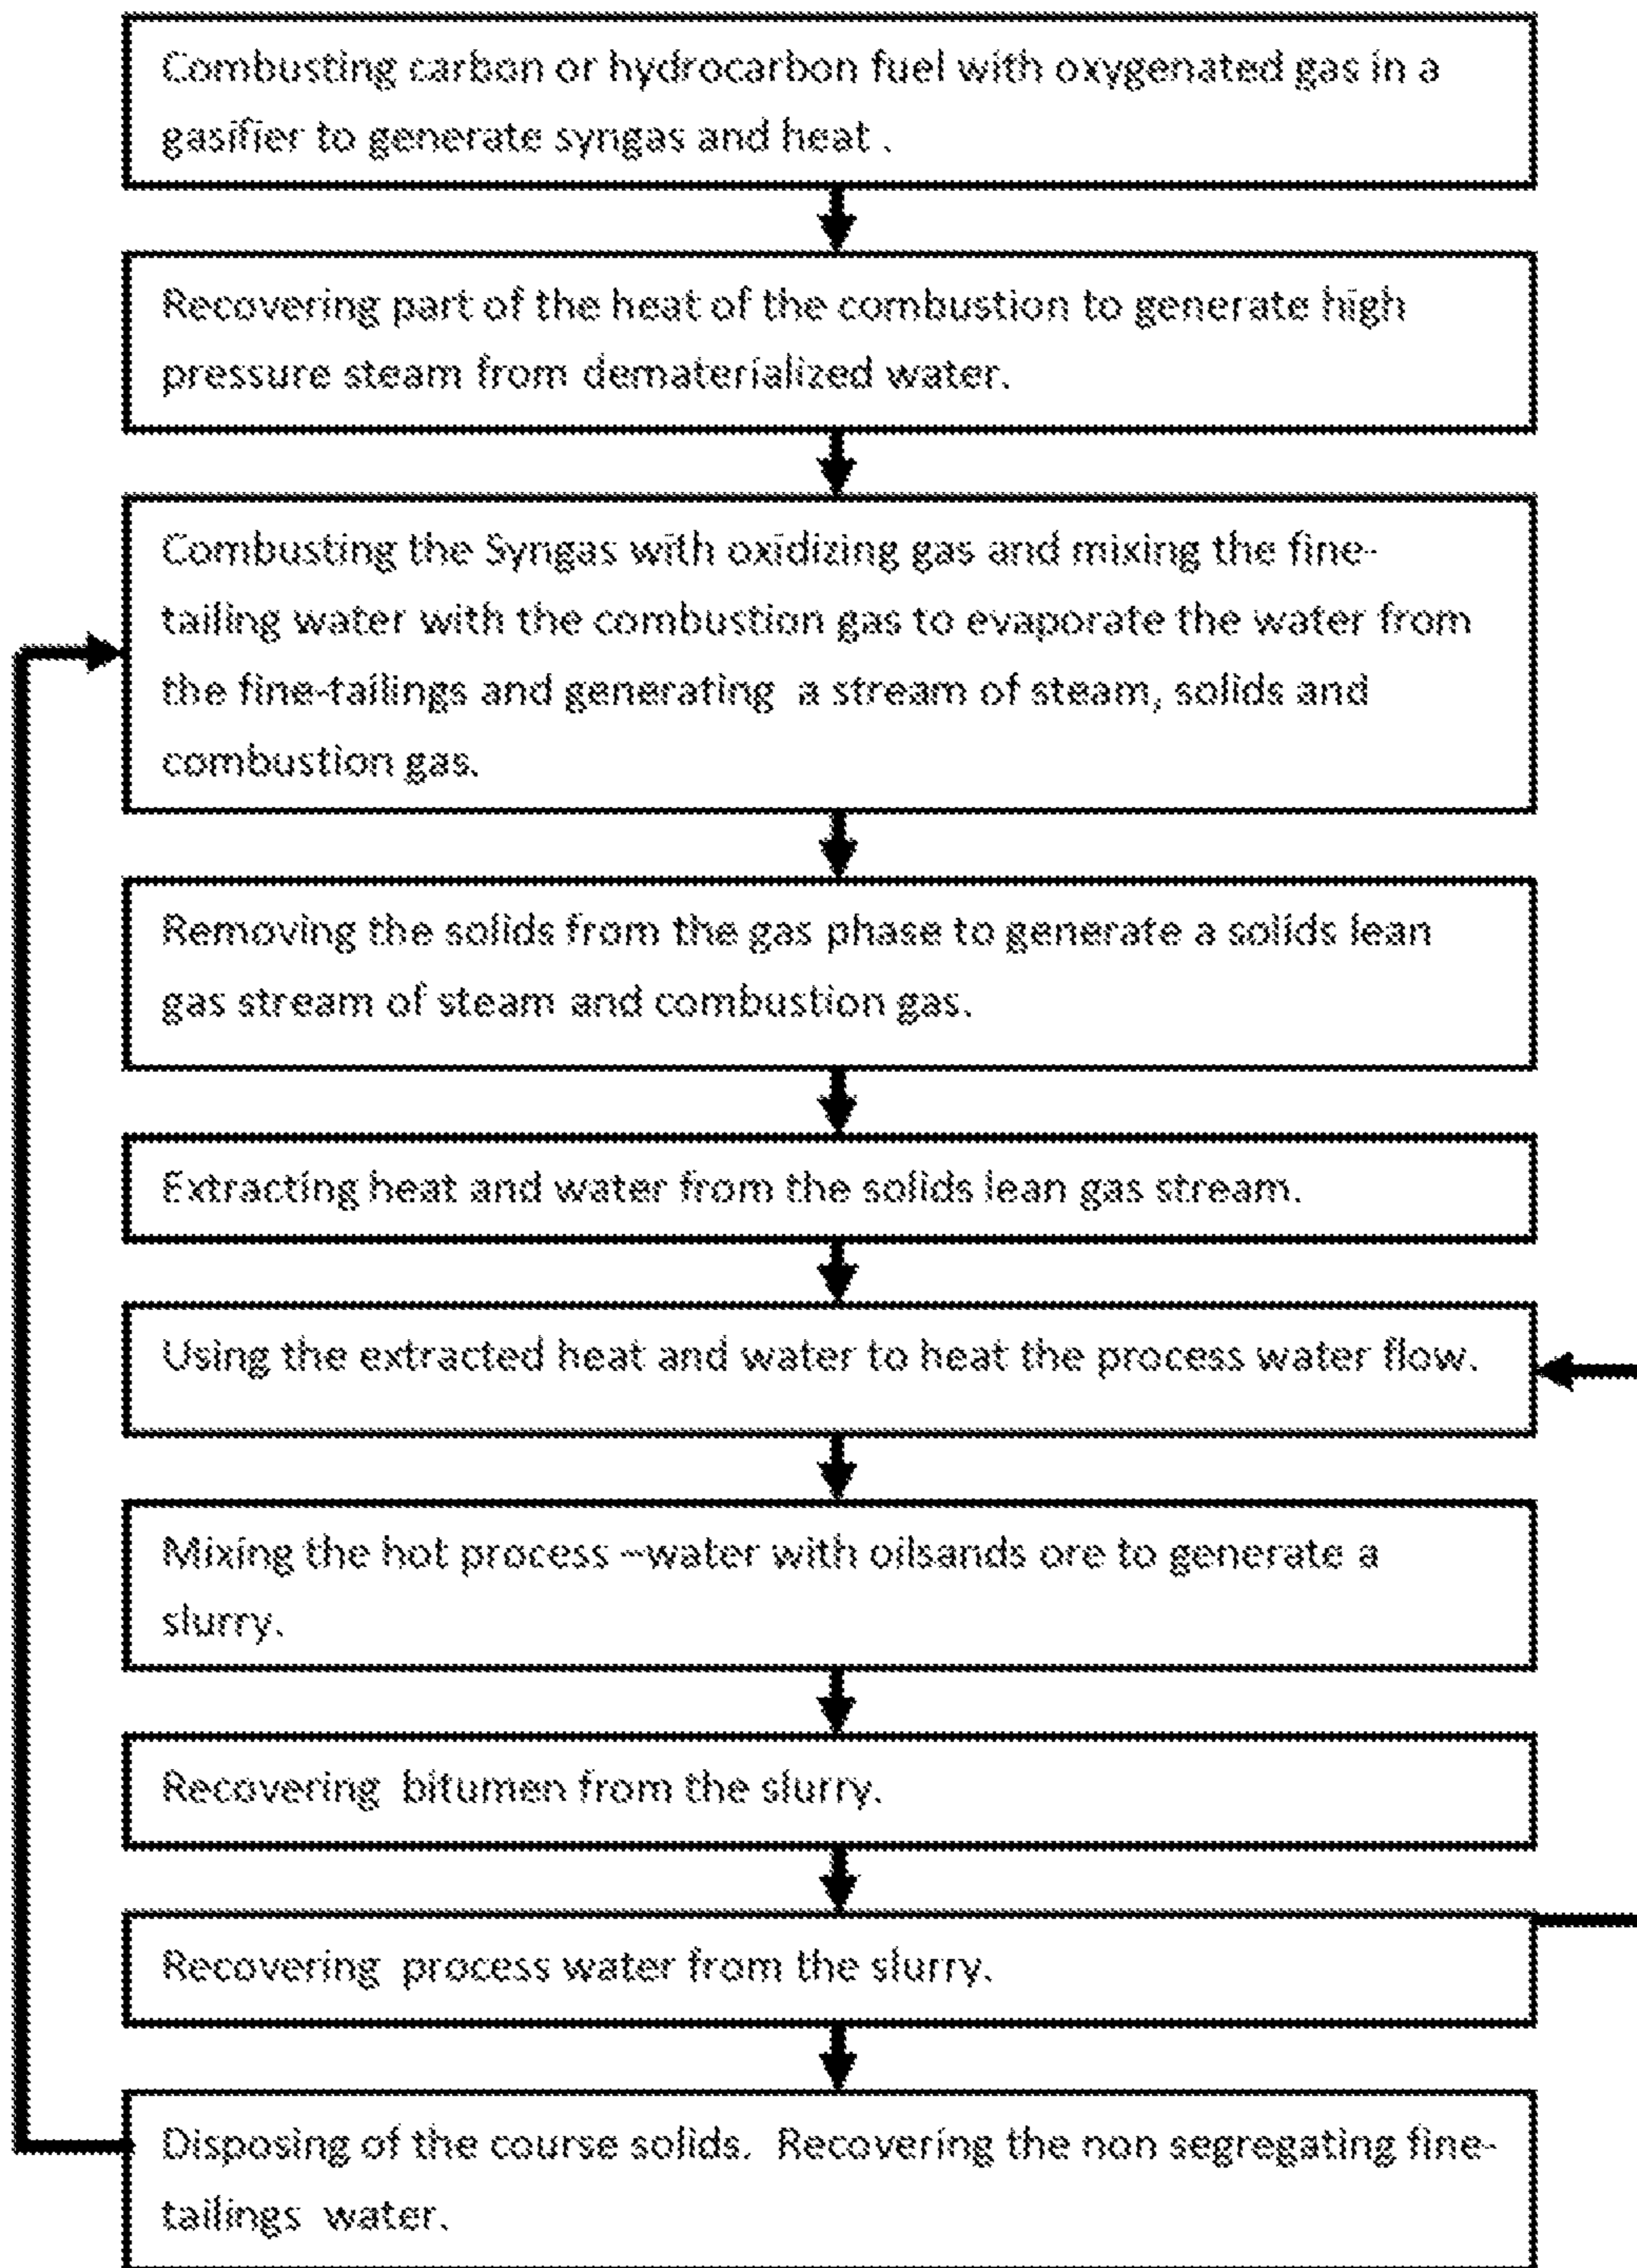 Combusting carbon or hydrocarbon fuel with oxygenated gas in a
gasifier to generate syngas and heat .
Recovering part of the heat of the combustion to generate high
pressure steam from dematerialized water.
Combusting the Syngas with oxidizing gas and mixing the fine-
tailing water with the combustion gas to evaporate the water from
the fine-tailings and generating a stream of steam, solids and
combustion gas.
Removing the solids from the gas phase to generate a solids lean
gas stream of steam and combustion gas.
Extracting heat and water from the solids lean gas stream.
Using the extracted heat and water to heat the process water flow.
Mixing the hot process –water with oilsands ore to generate a
slurry.
Recovering bitumen from the slurry.
Recovering process water from the slurry.
Disposing of the course solids. Recovering the non segregating fine-
tailings water.